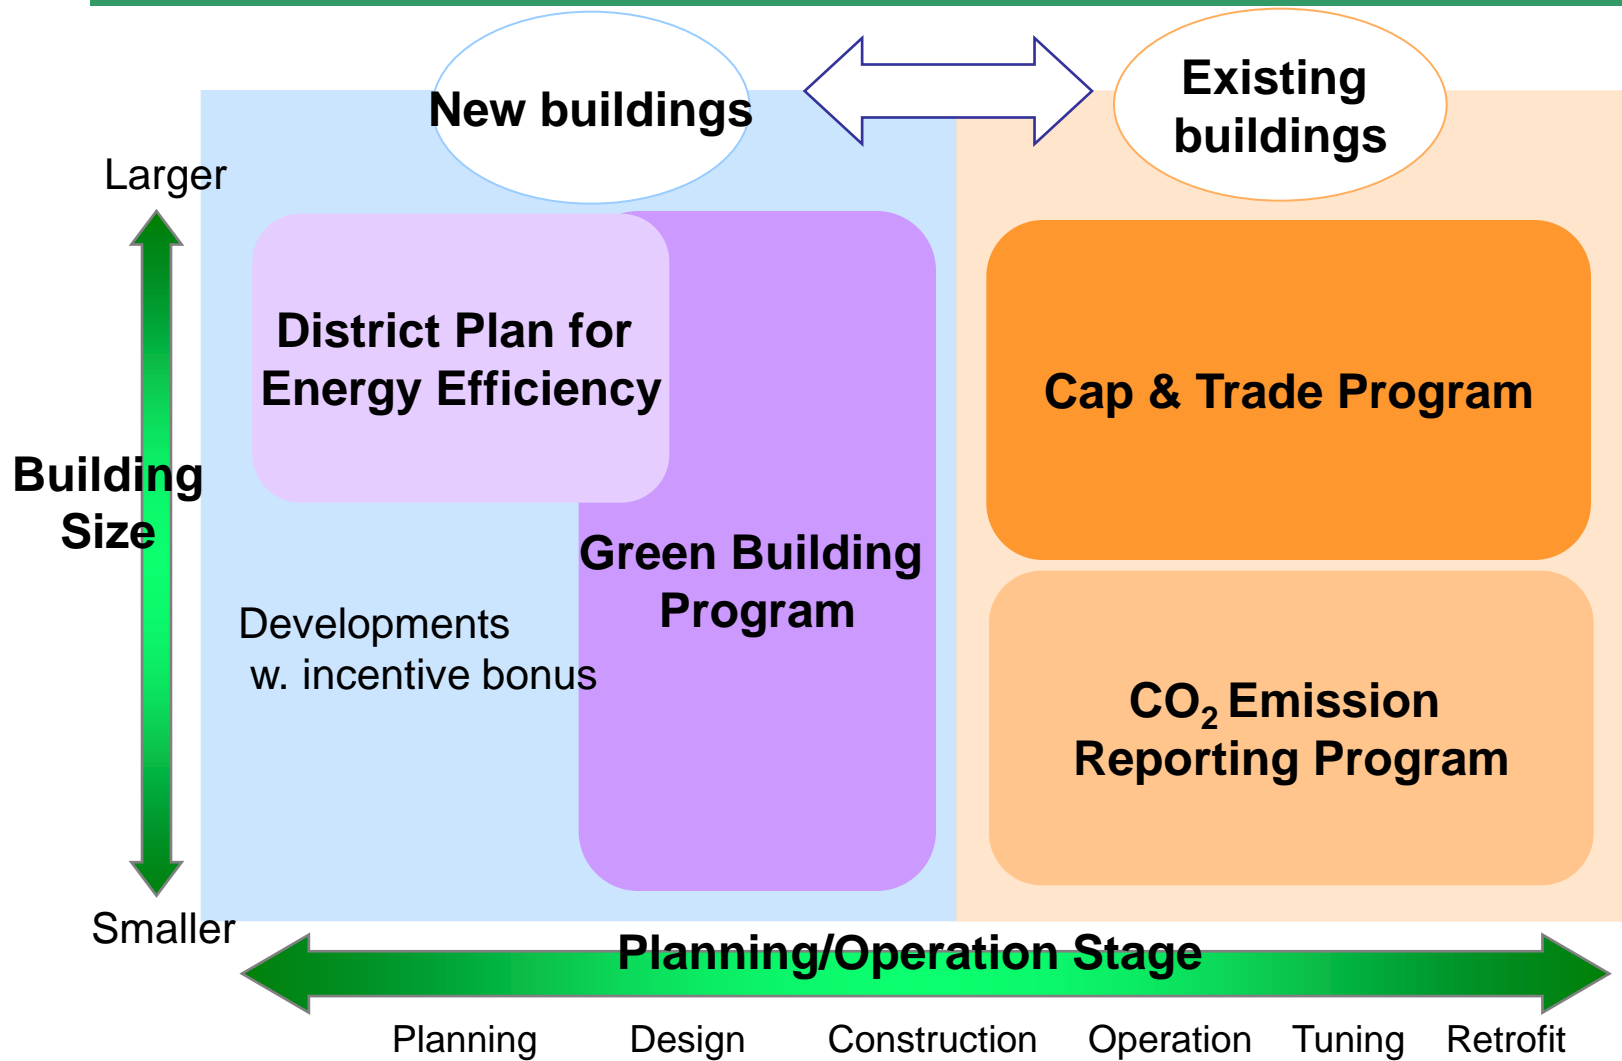 New buildings
Existing
buildings
Larger
District Plan for
Energy Efficiency
Cap & Trade Program
Building
Size
Green Building
Program
Developments
w. incentive bonus
CO₂ Emission
Reporting Program
Smaller
Planning/Operation Stage
Planning Design Construction Operation Tuning Retrofit